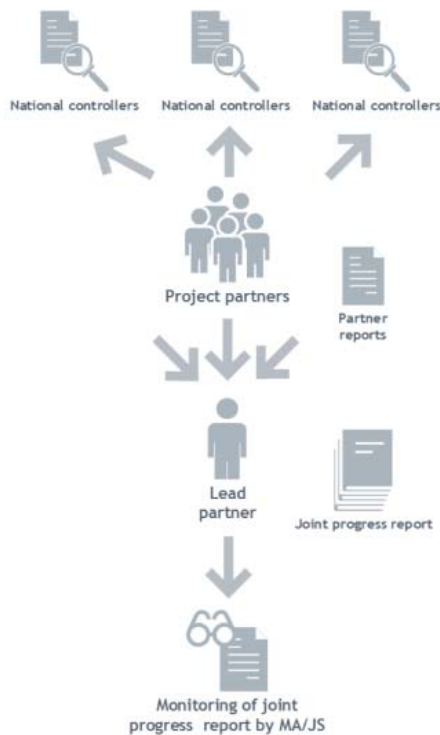 National controllers
National controllers
National controllers
Project partners
Partner
reports
Lead
partner
Joint progress report
Monitoring of joint
progress report by MA/JS